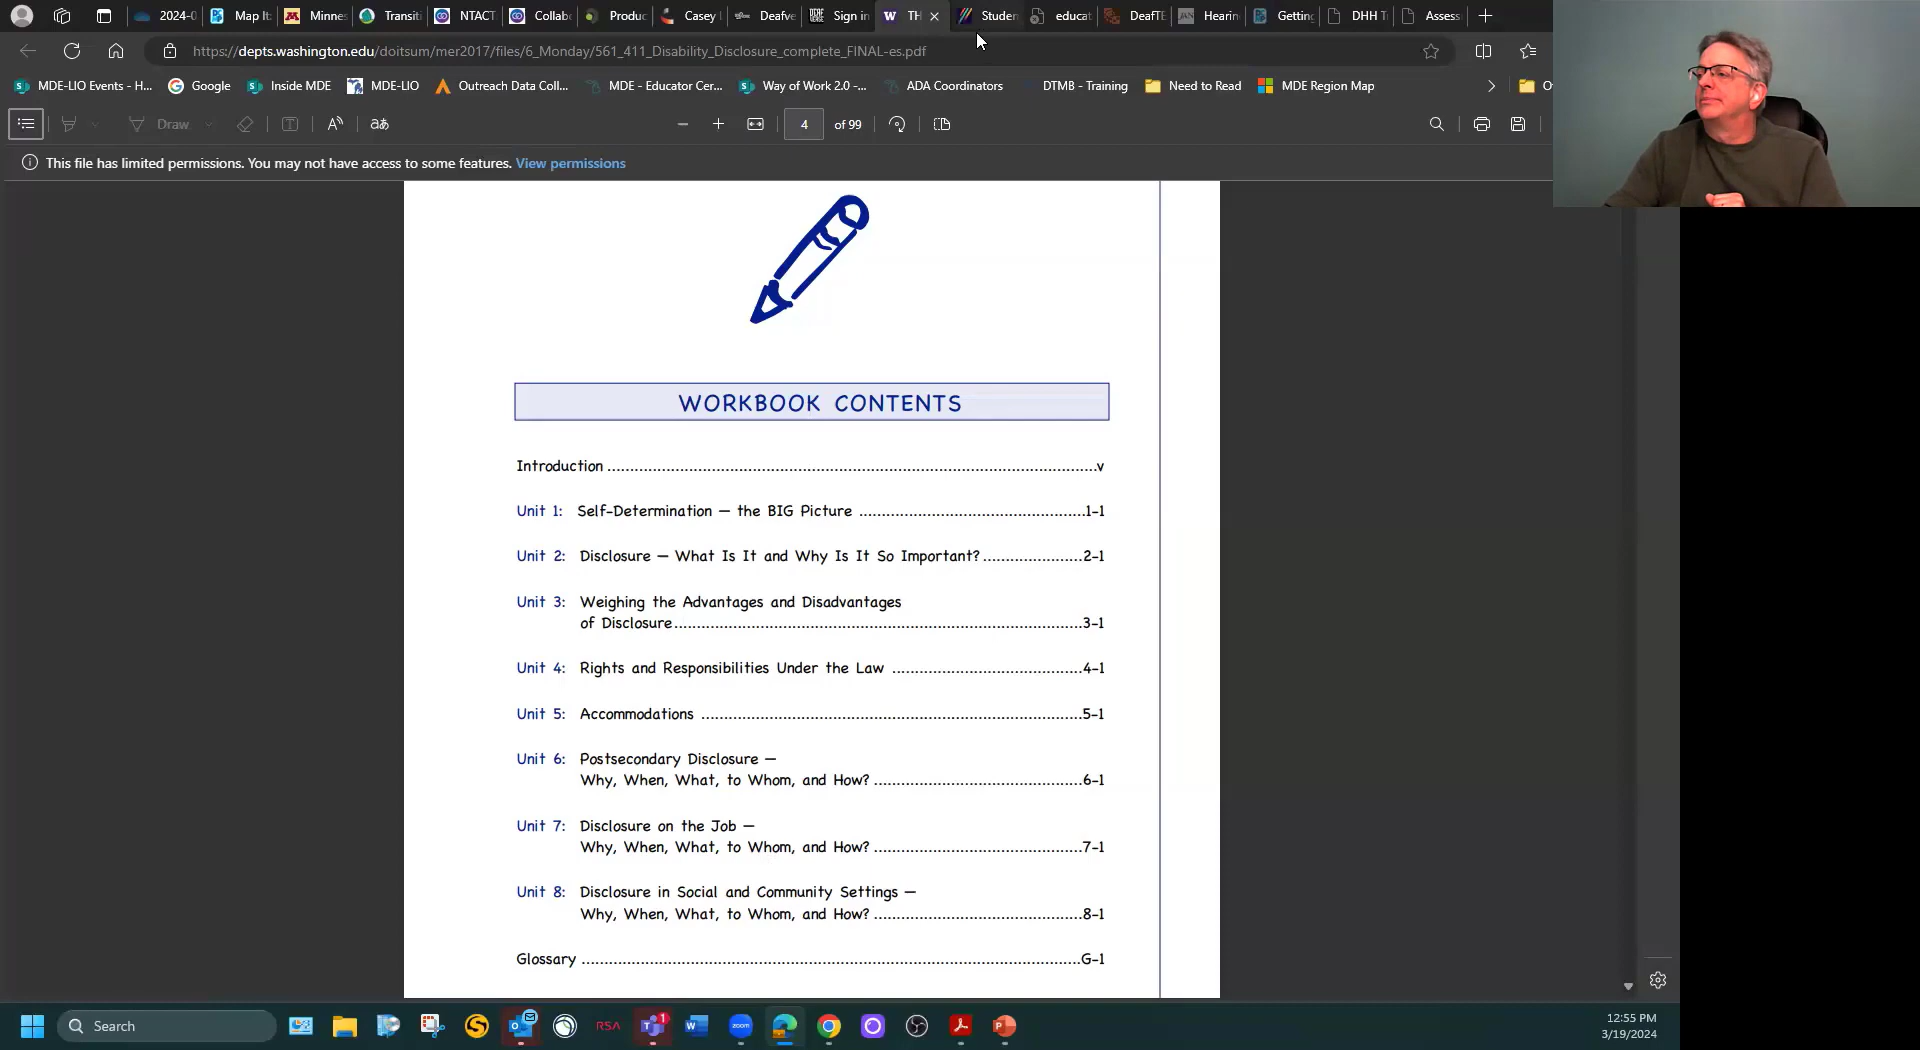 2024-0
Map It
Minnes
Transiti
NTACT
Collabo
Produc
Casey
Deafve
Sign in
TH
Studen
educat
DeafTE
Hearin
Getting
DHH T
Assess
https://depts.washington.edu/doitsum/mer2017/files/6_Monday/561_411_Disability_Disclosure_complete_FINAL-es.pdf
MDE-LIO Events - H...
Google
Inside MDE
MDE-LIO
Outreach Data Coll...
MDE - Educator Cer...
Way of Work 2.0 -...
ADA Coordinators
DTMB - Training
Need to Read
MDE Region Map
Draw
4 of 99
This file has limited permissions. You may not have access to some features. View permissions
WORKBOOK CONTENTS
Introduction ....................................................................................................v
Unit 1: Self-Determination — the BIG Picture ..............................................1-1
Unit 2: Disclosure — What Is It and Why Is It So Important?....................2-1
Unit 3: Weighing the Advantages and Disadvantages
of Disclosure.....................................................................................3-1
Unit 4: Rights and Responsibilities Under the Law .......................................4-1
Unit 5: Accommodations ...............................................................................5-1
Unit 6: Postsecondary Disclosure —
Why, When, What, to Whom, and How? ...........................................6-1
Unit 7: Disclosure on the Job —
Why, When, What, to Whom, and How? ...........................................7-1
Unit 8: Disclosure in Social and Community Settings —
Why, When, What, to Whom, and How? ...........................................8-1
Glossary .......................................................................................................G-1
Search
RSA
zoom
1
12:55 PM
3/19/2024